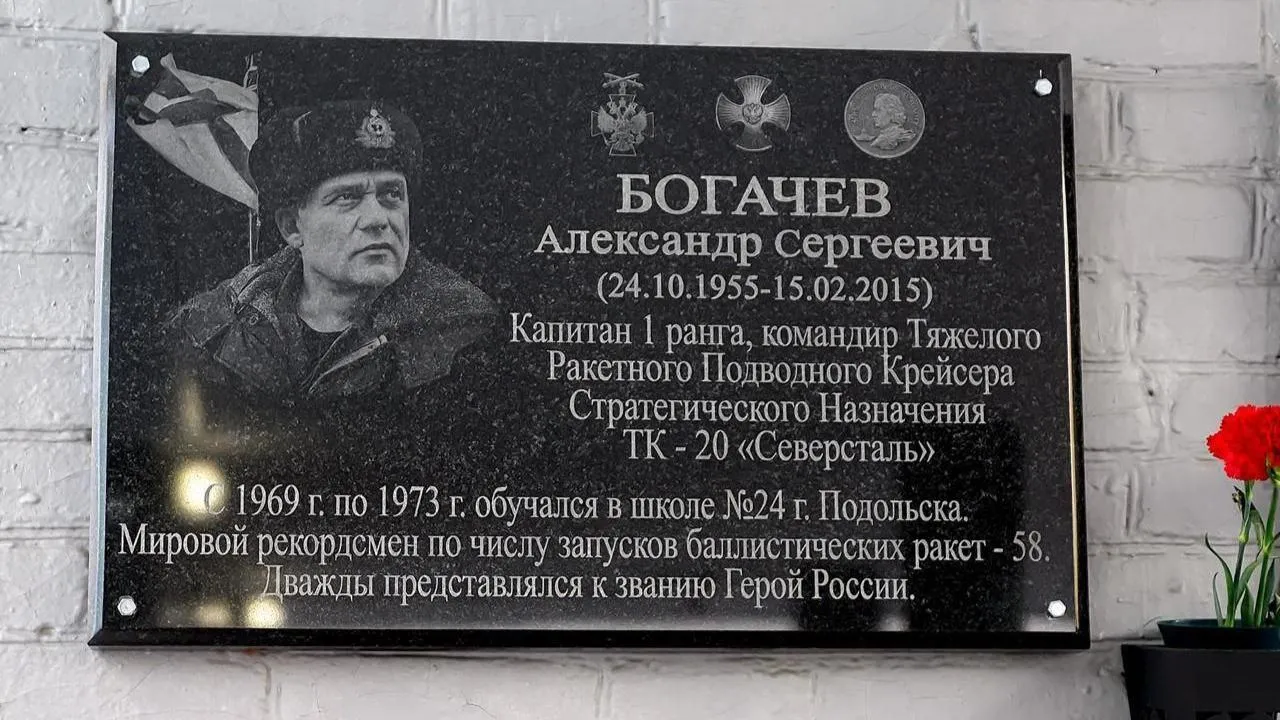 БОГАЧЕВ
Александр Сергеевич
(24.10.1955-15.02.2015)
Капитан 1 ранга, командир Тяжелого
Ракетного Подводного Крейсера
Стратегического Назначения
ТК - 20 «Северсталь»
С 1969 г. по 1973 г. обучался в школе №24 г. Подольска.
Мировой рекордсмен по числу запусков баллистических ракет - 58.
Дважды представлялся к званию Герой России.